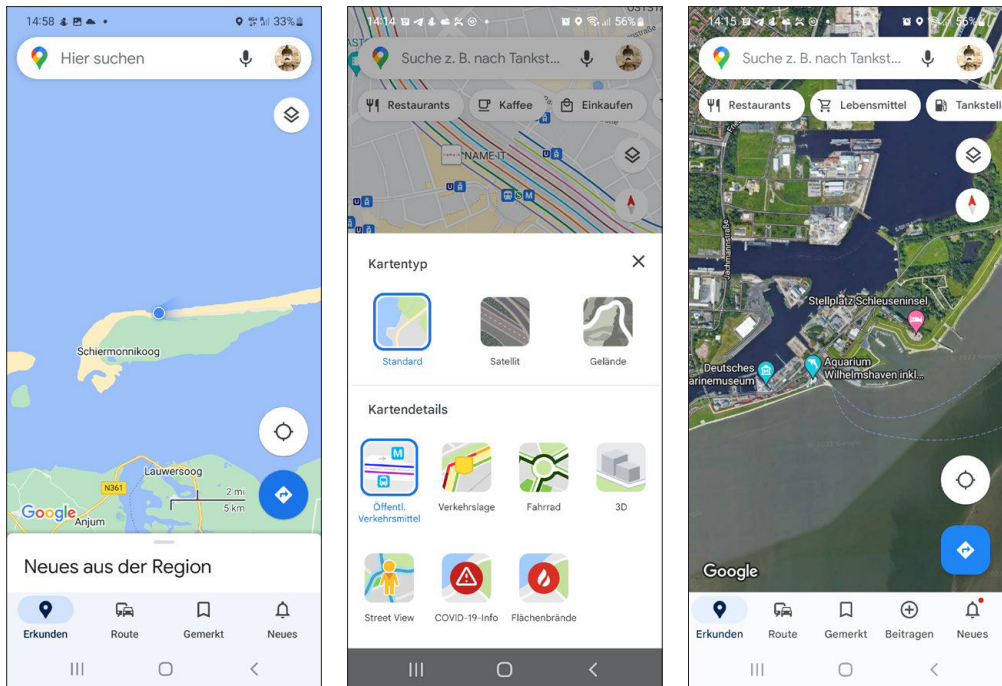 14:58
33%
Hier suchen
Schiermonnikoog
Lauwersoog
N361
2 mi
5 km
Google
Anjum
Neues aus der Region
Erkunden
Route
Gemerkt
Neues
14:14
56%
Suche z. B. nach Tankst...
Restaurants
Kaffee
Einkaufen
NAME IT
U
M
Kartentyp
Standard
Satellit
Gelände
Kartendetails
M
Öffentl.
Verkehrsmittel
Verkehrslage
Fahrrad
3D
Street View
COVID-19-Info
Flächenbrände
14:15
56%
Suche z. B. nach Tankst...
Restaurants
Lebensmittel
Tankstell
Jachmannstraße
Stellplatz Schleuseninsel
Deutsches
arinemuseum
Aquarium
Wilhelmshaven inkl...
Google
Erkunden
Route
Gemerkt
Beitragen
Neues